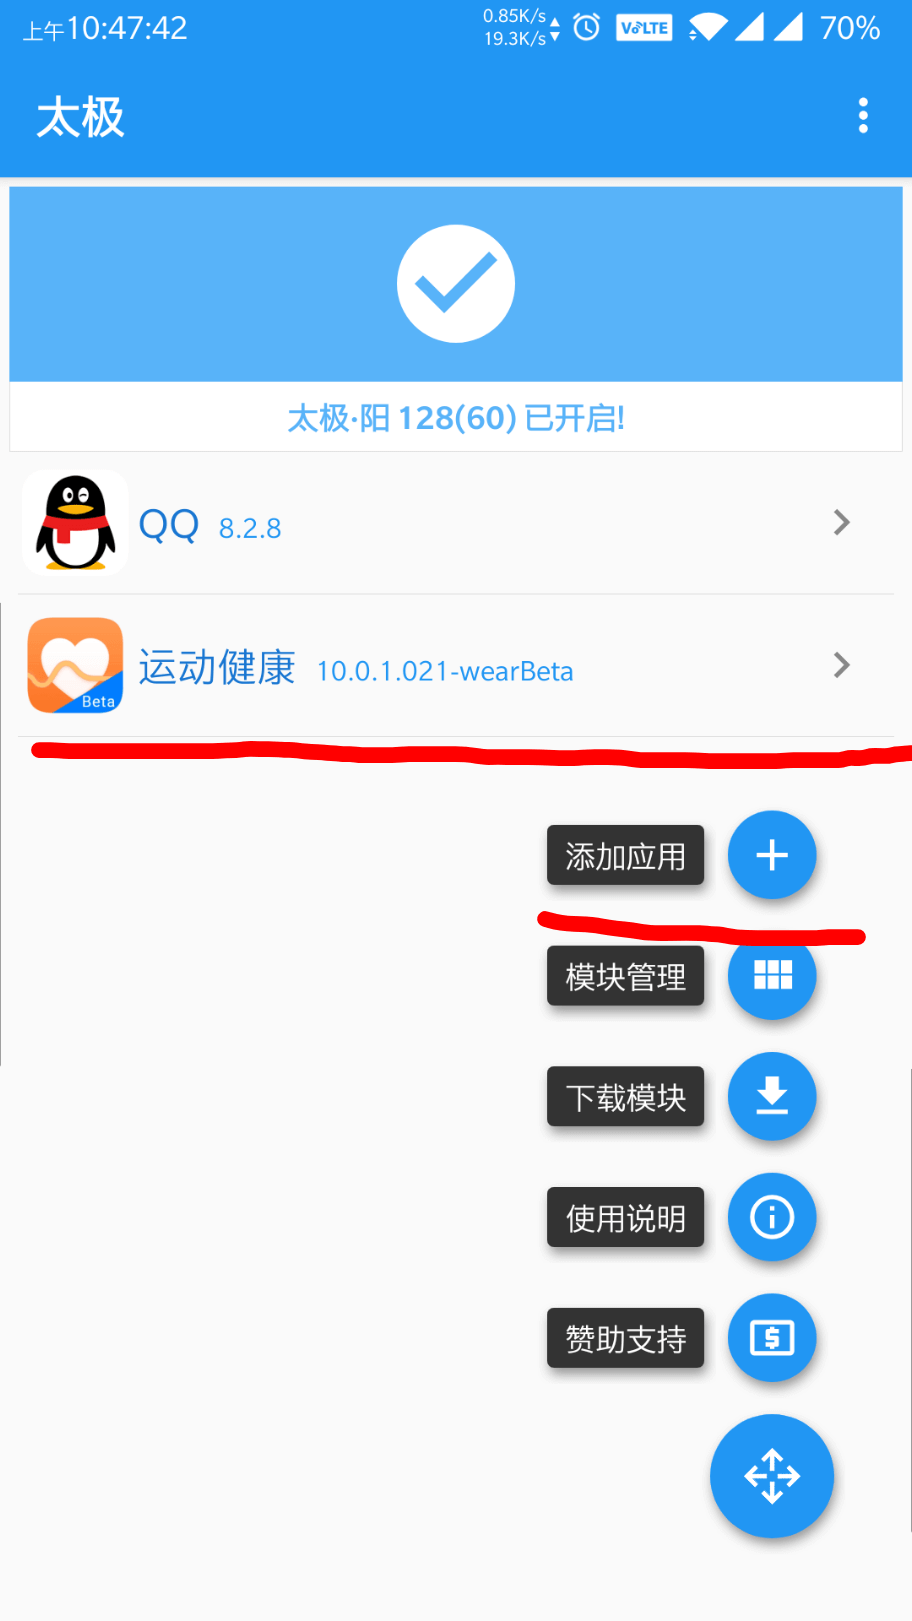 上午10:47:42 0.85K/s 19.3K/s VoLTE 70%
太极
太极·阳 128(60) 已开启!
QQ 8.2.8
运动健康 10.0.1.021-wearBeta
Beta
添加应用
模块管理
下载模块
使用说明
赞助支持